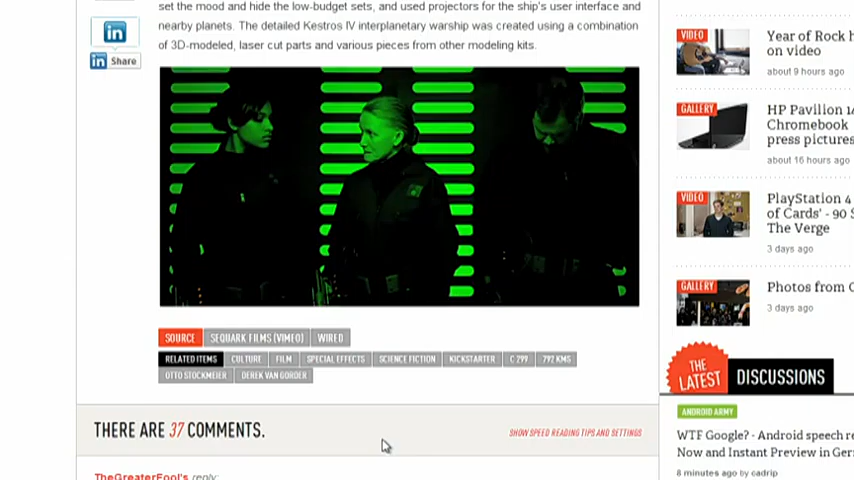 set the mood and hide the low-budget sets, and used projectors for the ship's user interface and
nearby planets. The detailed Kestros IV interplanetary warship was created using a combination
of 3D-modeled, laser cut parts and various pieces from other modeling kits.
in
in Share
SOURCE SEQUARK FILMS (VIMEO) WIRED
RELATED ITEMS CULTURE FILM SPECIAL EFFECTS SCIENCE FICTION KICKSTARTER C 299 792 KMS
OTTO STOCKMEIER DEREK VAN GORDER
THERE ARE 37 COMMENTS.
SHOW SPEED READING TIPS AND SETTINGS
TheGreaterFool's reply:
VIDEO
Year of Rock h
on video
about 9 hours ago
GALLERY
HP Pavilion 14
Chromebook
press pictures
about 16 hours ago
VIDEO
PlayStation 4
of Cards' - 90 S
The Verge
3 days ago
GALLERY
Photos from C
3 days ago
THE LATEST DISCUSSIONS
ANDROID ARMY
WTF Google? - Android speech re
Now and Instant Preview in Ger
8 minutes ago by cadrip